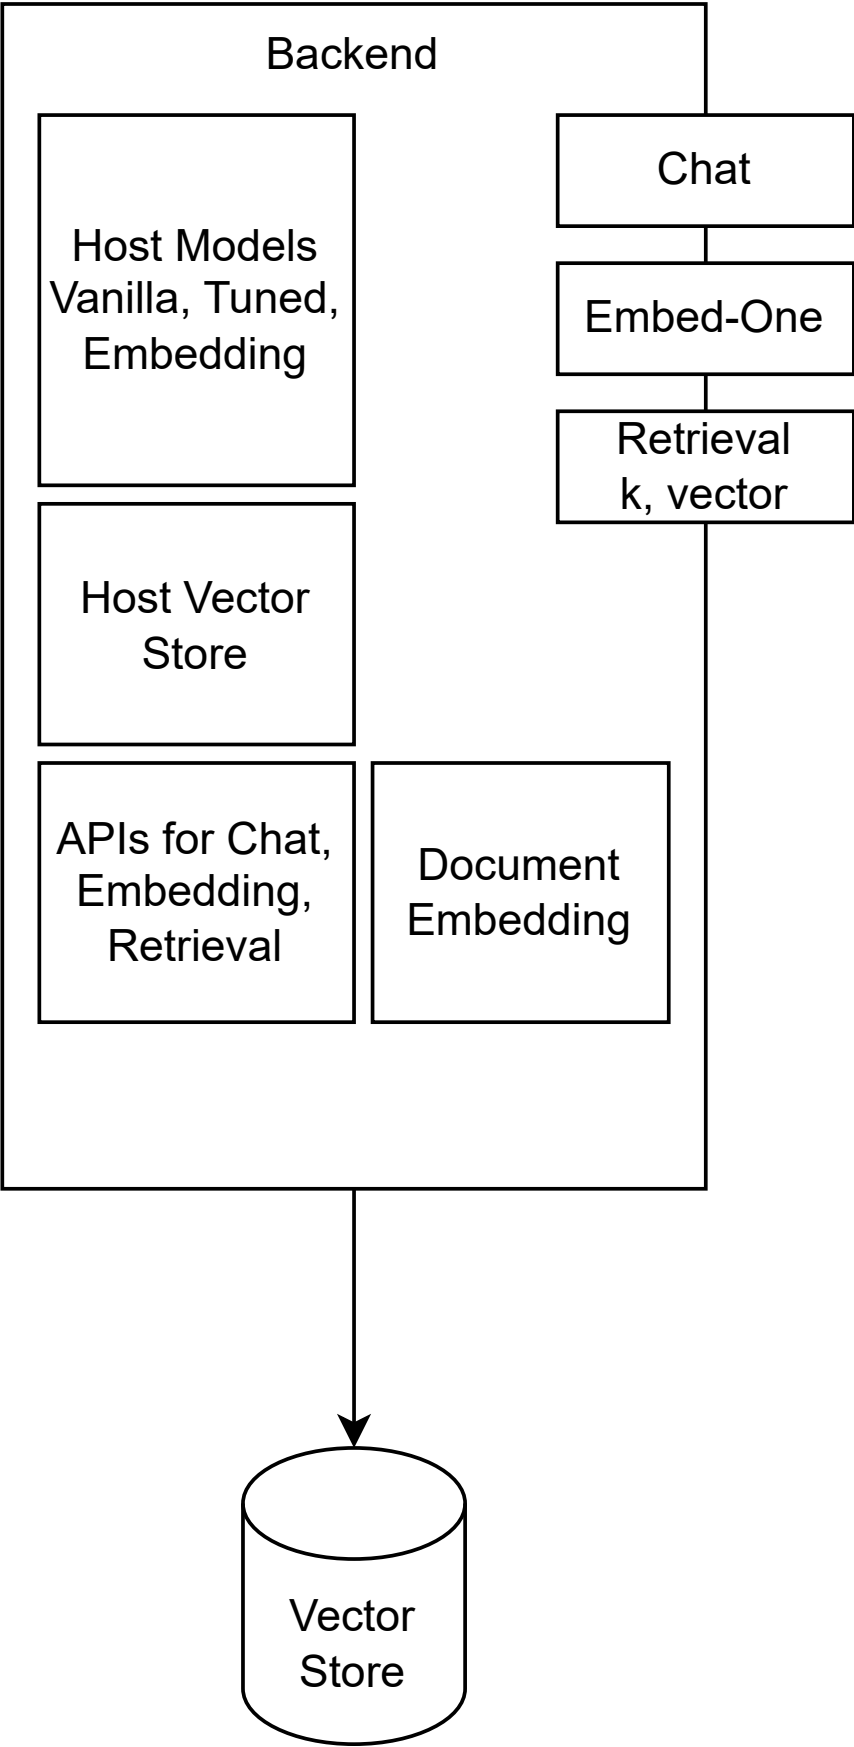 Backend
Host Models
Vanilla, Tuned,
Embedding
Chat
Embed-One
Retrieval
k, vector
Host Vector
Store
APIs for Chat,
Embedding,
Retrieval
Document
Embedding
Vector
Store